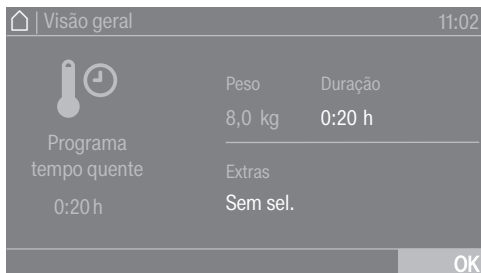 Visão geral 11:02
Programa
tempo quente
0:20 h
Peso Duração
8,0 kg 0:20 h
Extras
Sem sel.
OK